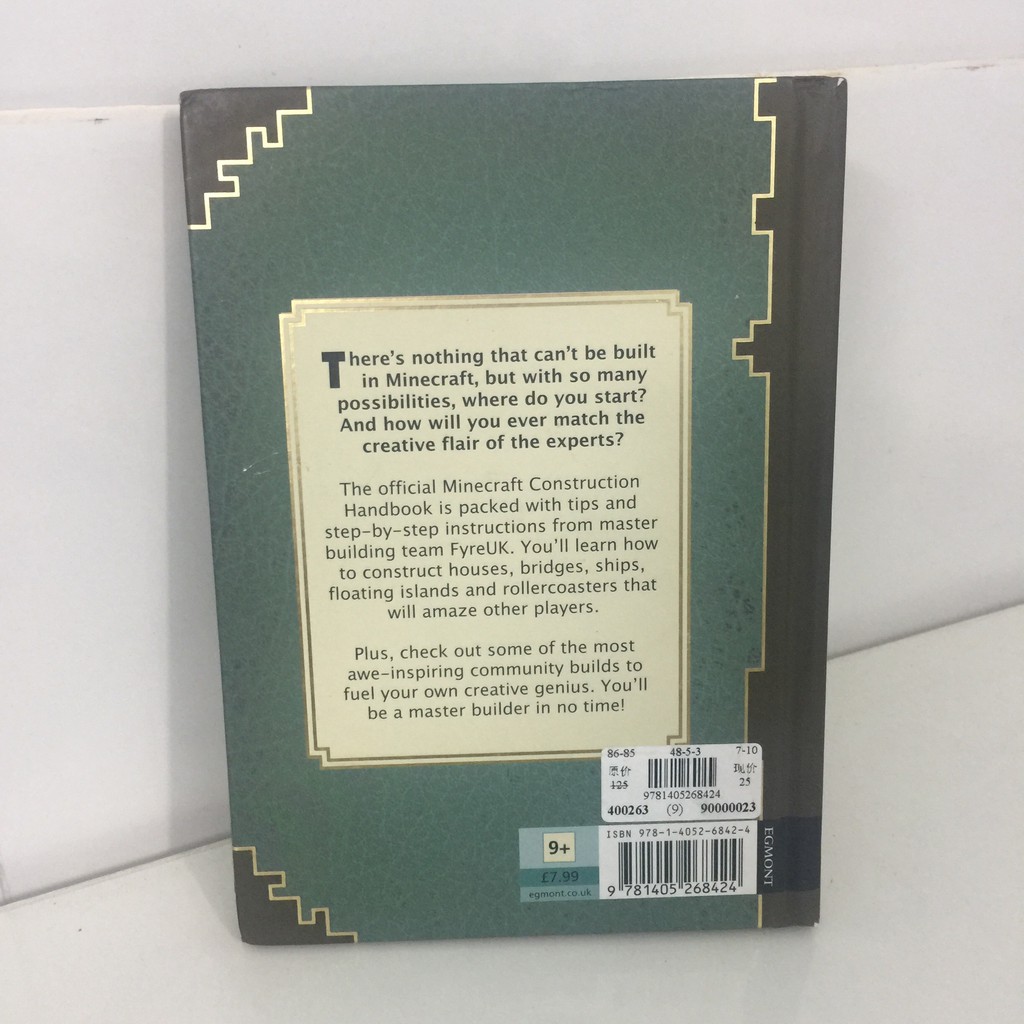 There's nothing that can't be built
in Minecraft, but with so many
possibilities, where do you start?
And how will you ever match the
creative flair of the experts?
The official Minecraft Construction
Handbook is packed with tips and
step-by-step instructions from master
building team FyreUK. You'll learn how
to construct houses, bridges, ships,
floating islands and rollercoasters that
will amaze other players.
Plus, check out some of the most
awe-inspiring community builds to
fuel your own creative genius. You'll
be a master builder in no time!
86-85 48-5-3 7-10
原价 现价
125 25
9781405268424
400263 (9) 90000023
ISBN 978-1-4052-6842-4
9+
£7.99
egmont.co.uk
9 781405 268424
EGMONT